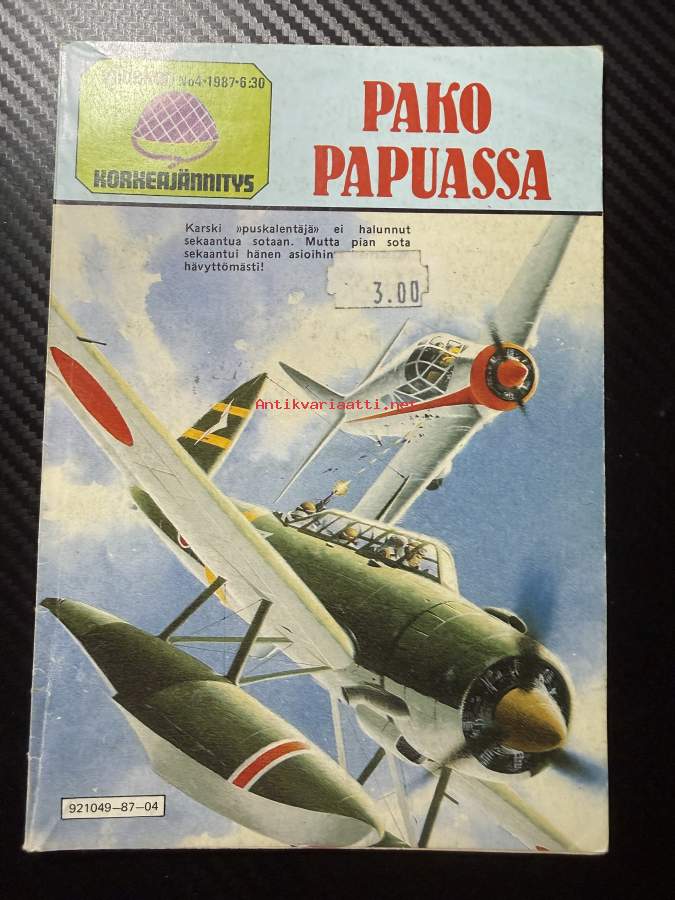 No4•1987•6:30
KORKEAJÄNNITYS
PAKO
PAPUASSA
Karski »puskalentäjä» ei halunnut
sekaantua sotaan. Mutta pian sota
sekaantui hänen asioihin
hävyttömästi!
3.00
Antikvariaatti.net
921049—87—04